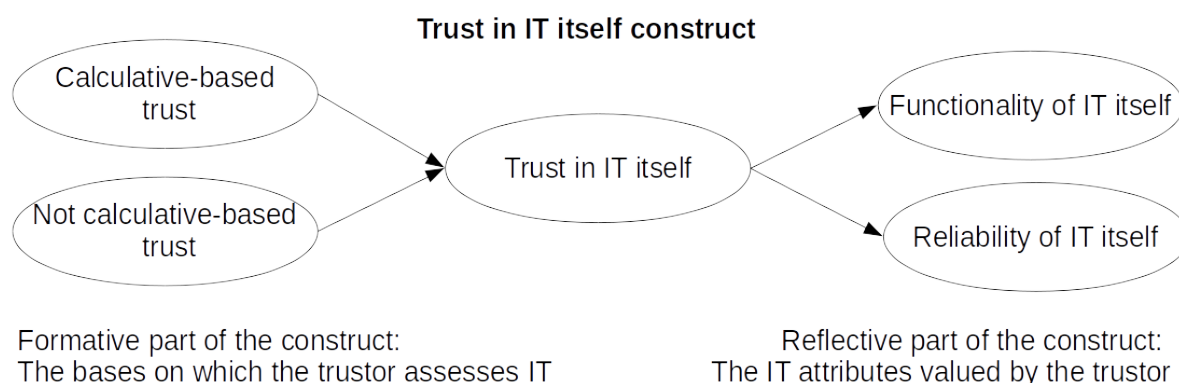 Trust in IT itself construct
Calculative-based
trust
Not calculative-based
trust
Trust in IT itself
Functionality of IT itself
Reliability of IT itself
Formative part of the construct:
The bases on which the trustor assesses IT
Reflective part of the construct:
The IT attributes valued by the trustor